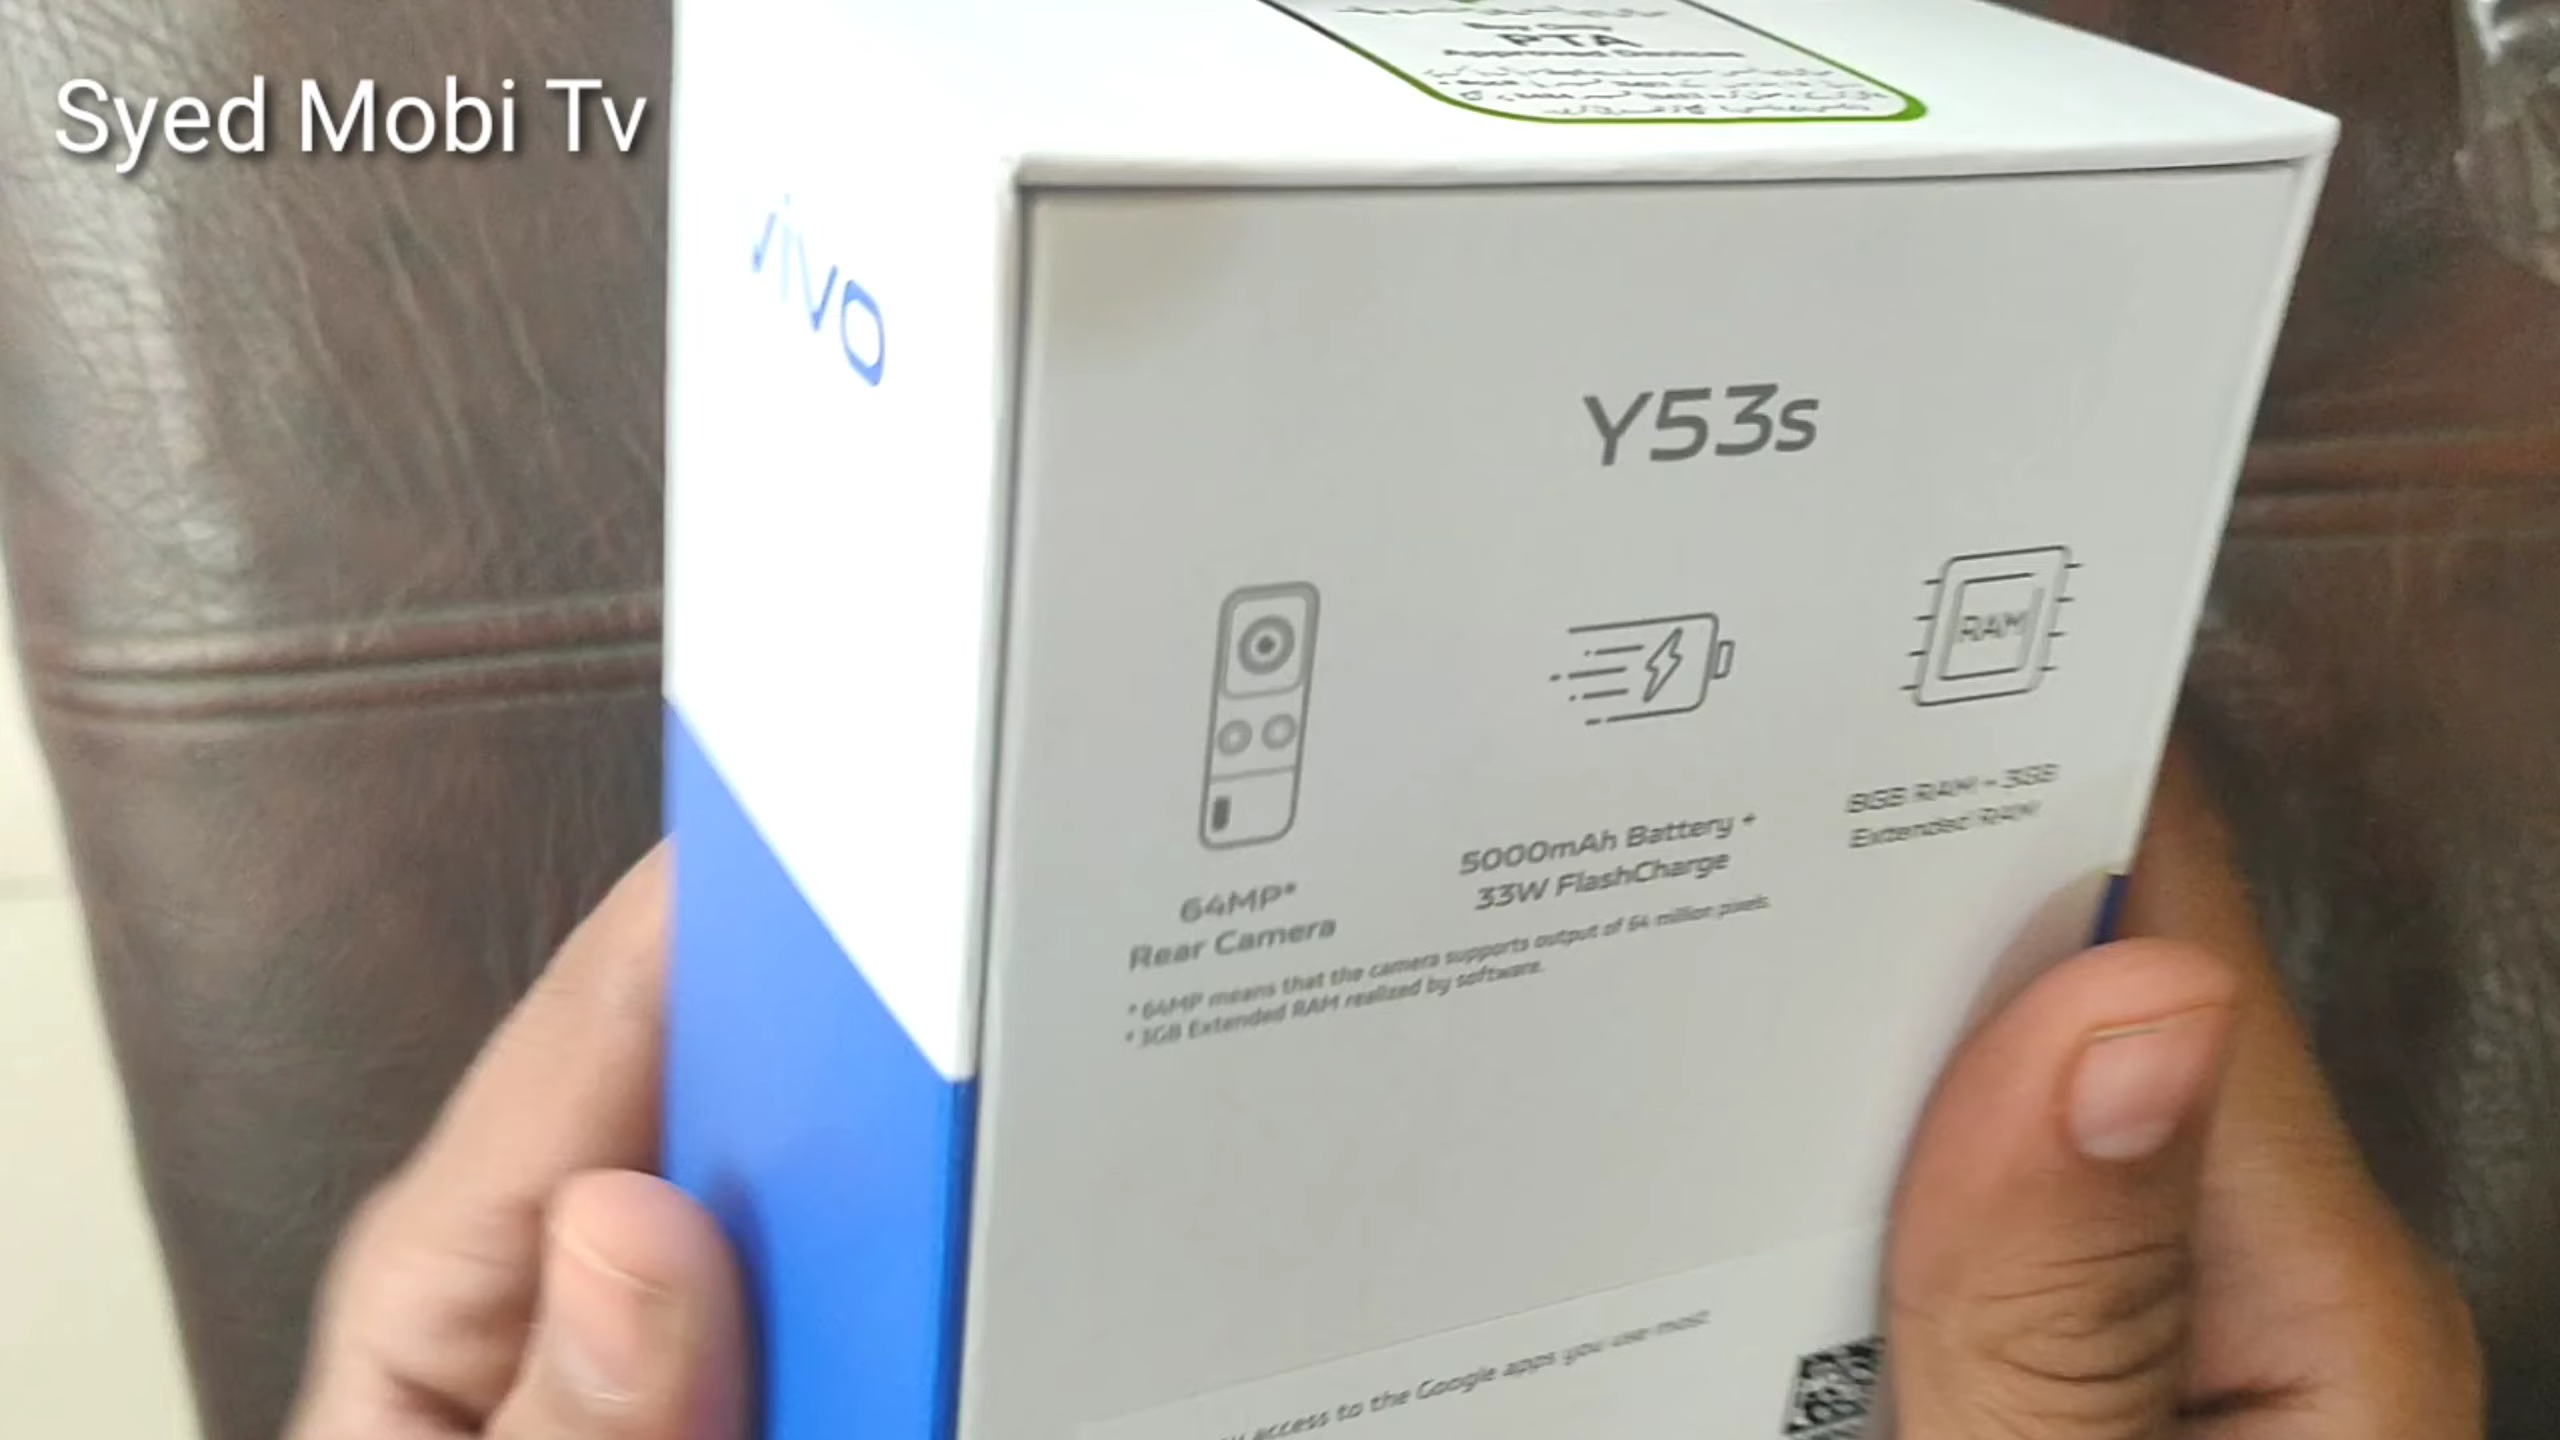 Syed Mobi Tv
PTA
Approved Devices
vivo
Y53s
RAM
64MP*
Rear Camera
5000mAh Battery +
33W FlashCharge
8GB RAM + 3GB
Extended RAM
* 64MP means that the camera supports output of 64 million pixels.
* 3GB Extended RAM realized by software.
access to the Google apps you use most